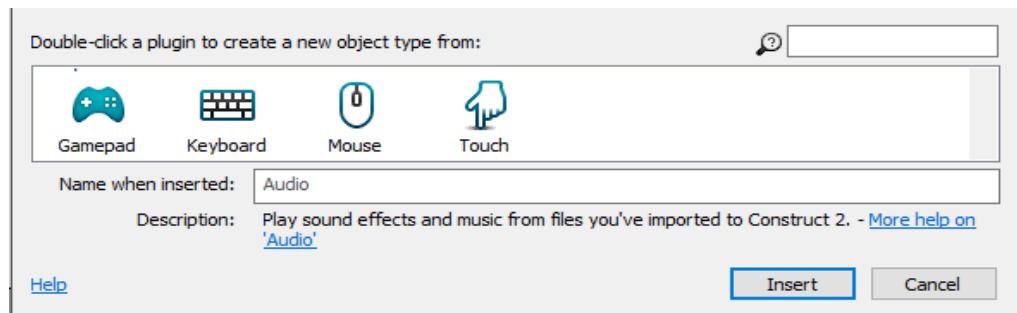 Double-click a plugin to create a new object type from:
Gamepad Keyboard Mouse Touch
Name when inserted: Audio
Description: Play sound effects and music from files you've imported to Construct 2. - More help on
'Audio'
Help Insert Cancel